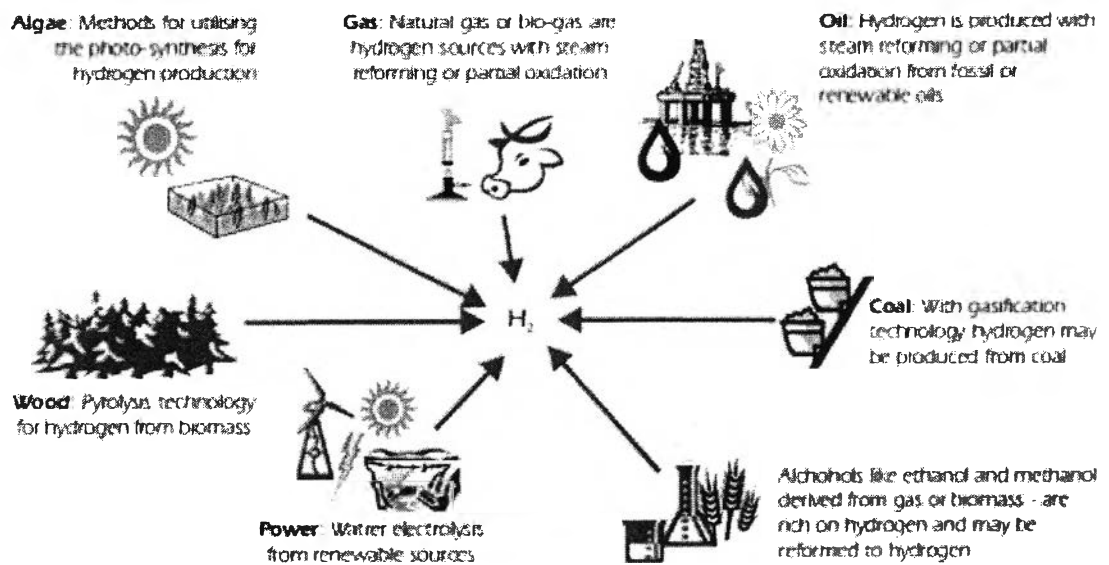 Algae: Methods for utilising
the photo-synthesis for
hydrogen production
Gas: Natural gas or bio-gas are
hydrogen sources with steam
reforming or partial oxidation
Oil: Hydrogen is produced with
steam reforming or partial
oxidation from fossil or
renewable oils
H₂
Coal: With gasification
technology hydrogen may
be produced from coal
Wood: Pyrolysis technology
for hydrogen from biomass
Power: Watrer electrolysis
from renewable sources
Alchohols like ethanol and methanol
derived from gas or biomass - are
rich on hydrogen and may be
reformed to hydrogen